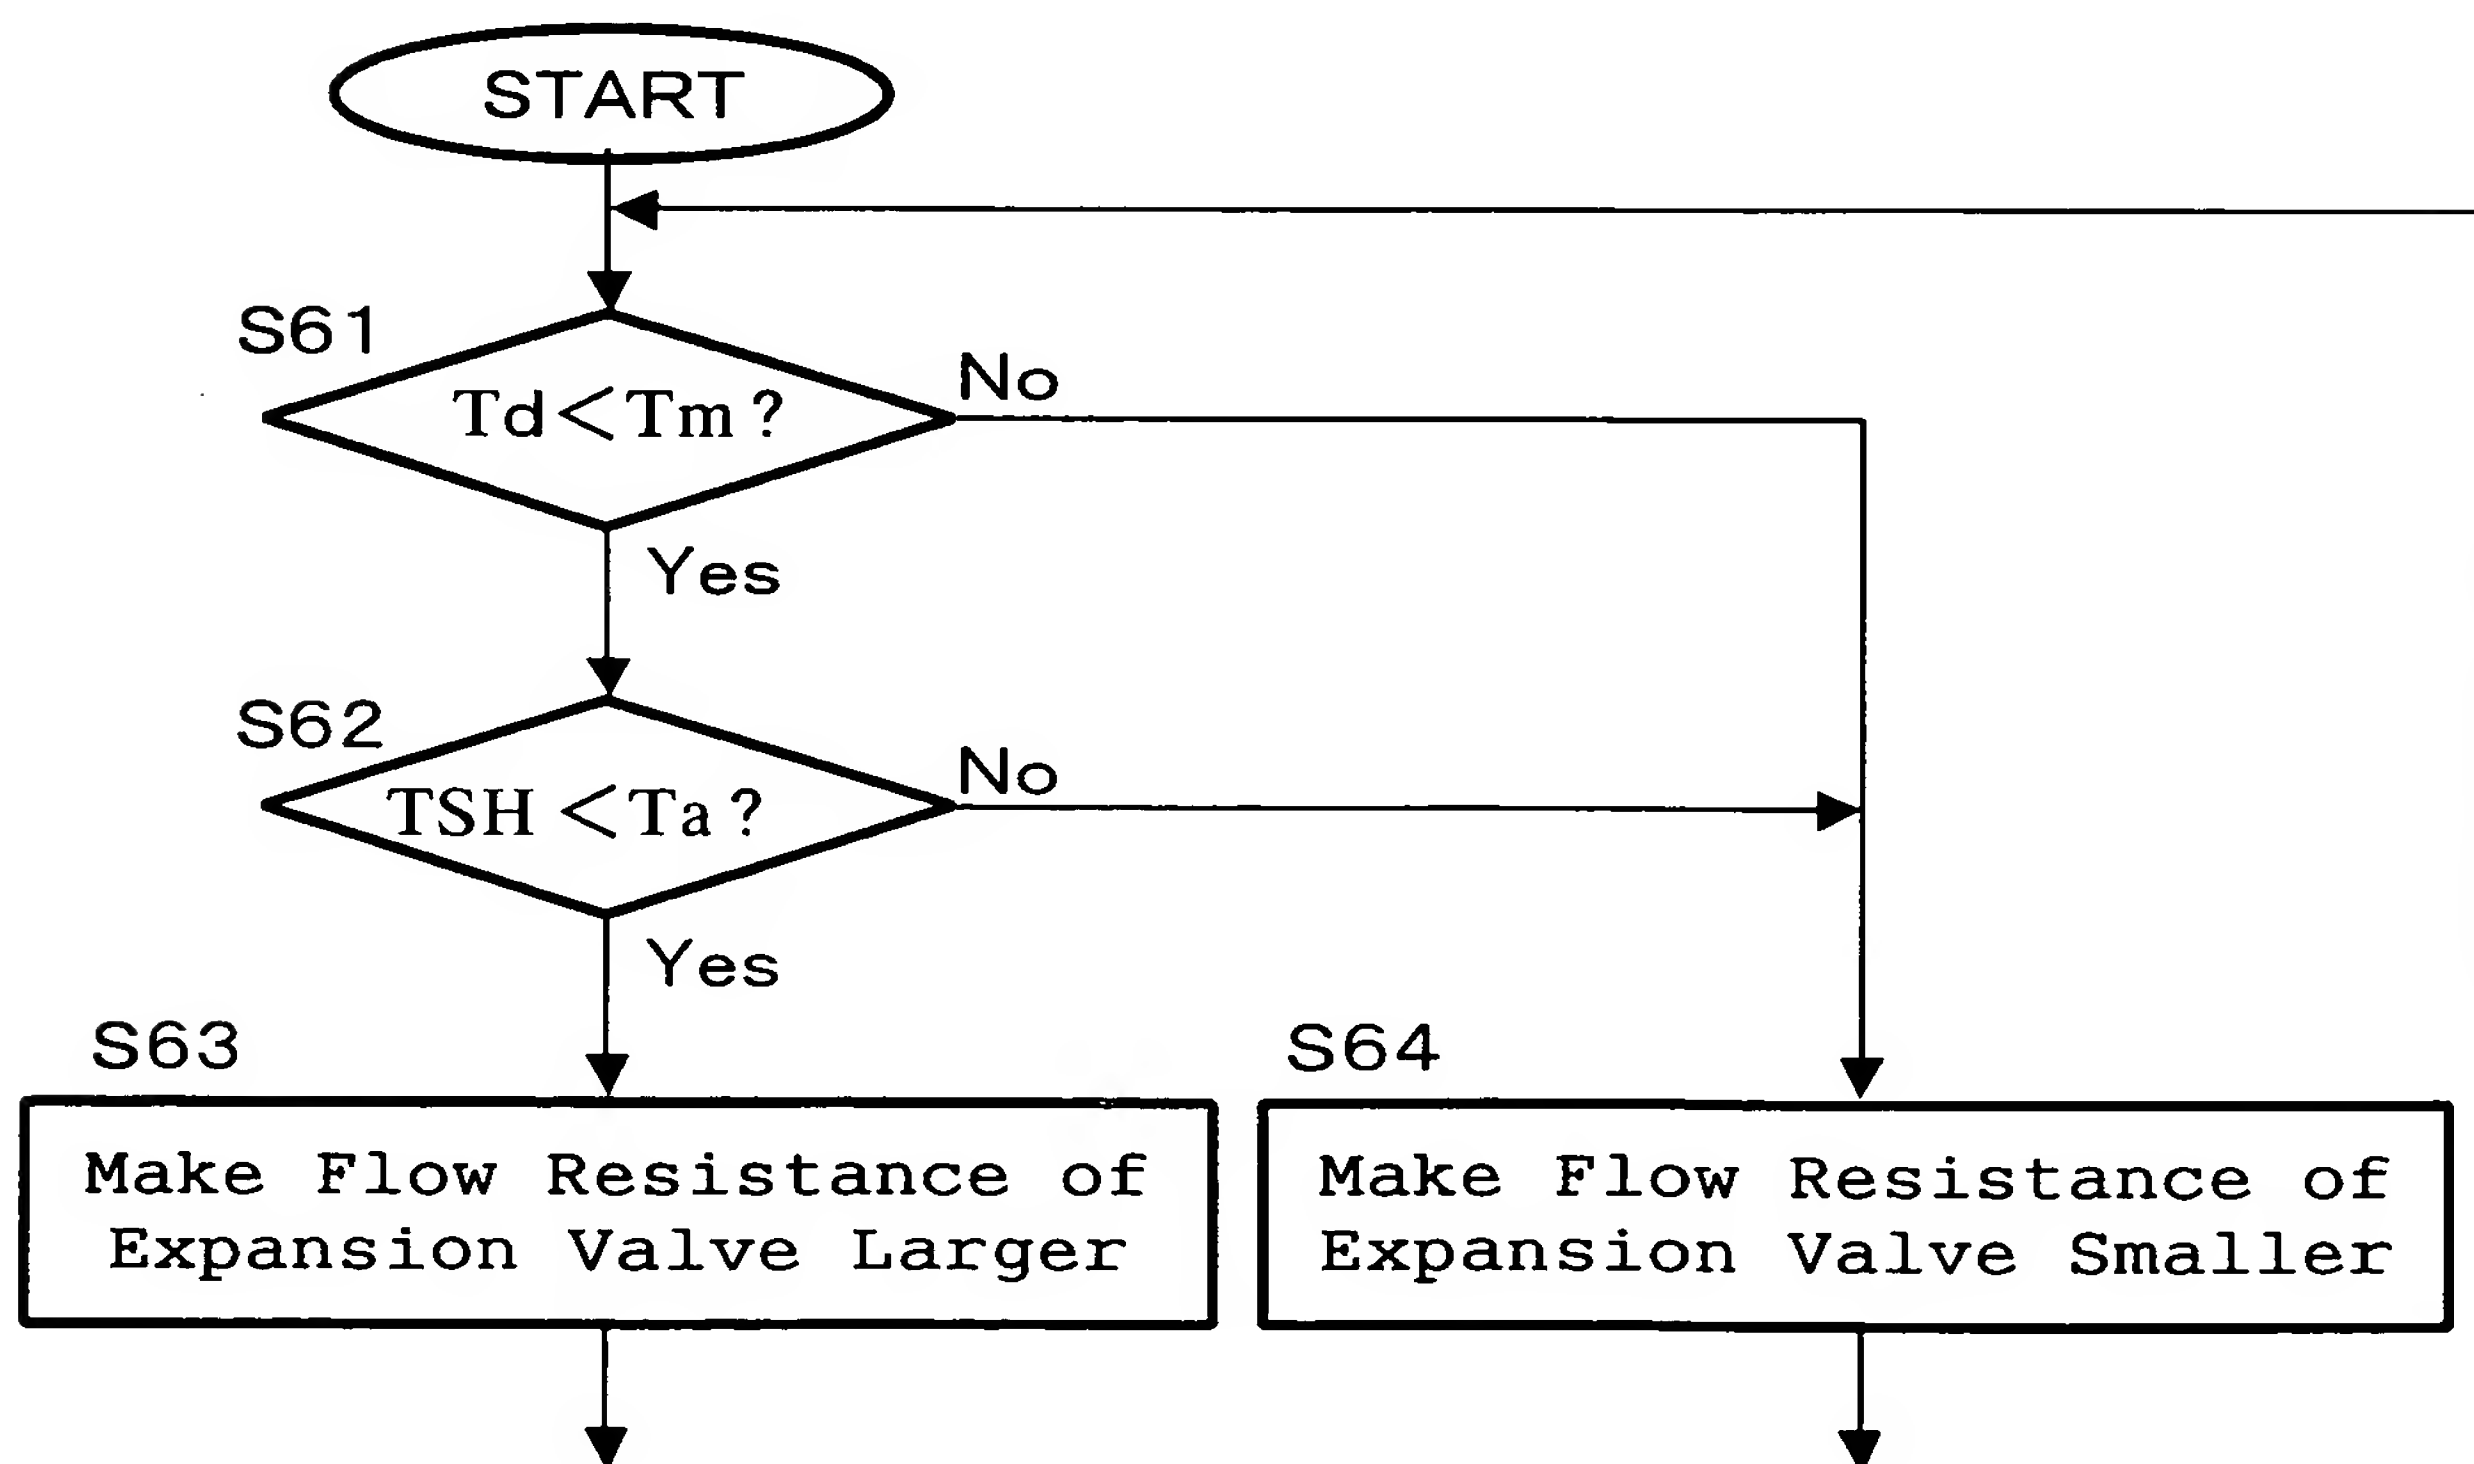 START
S61
Td<Tm?
No
Yes
S62
TSH<Ta?
No
Yes
S63
Make Flow Resistance of
Expansion Valve Larger
S64
Make Flow Resistance of
Expansion Valve Smaller